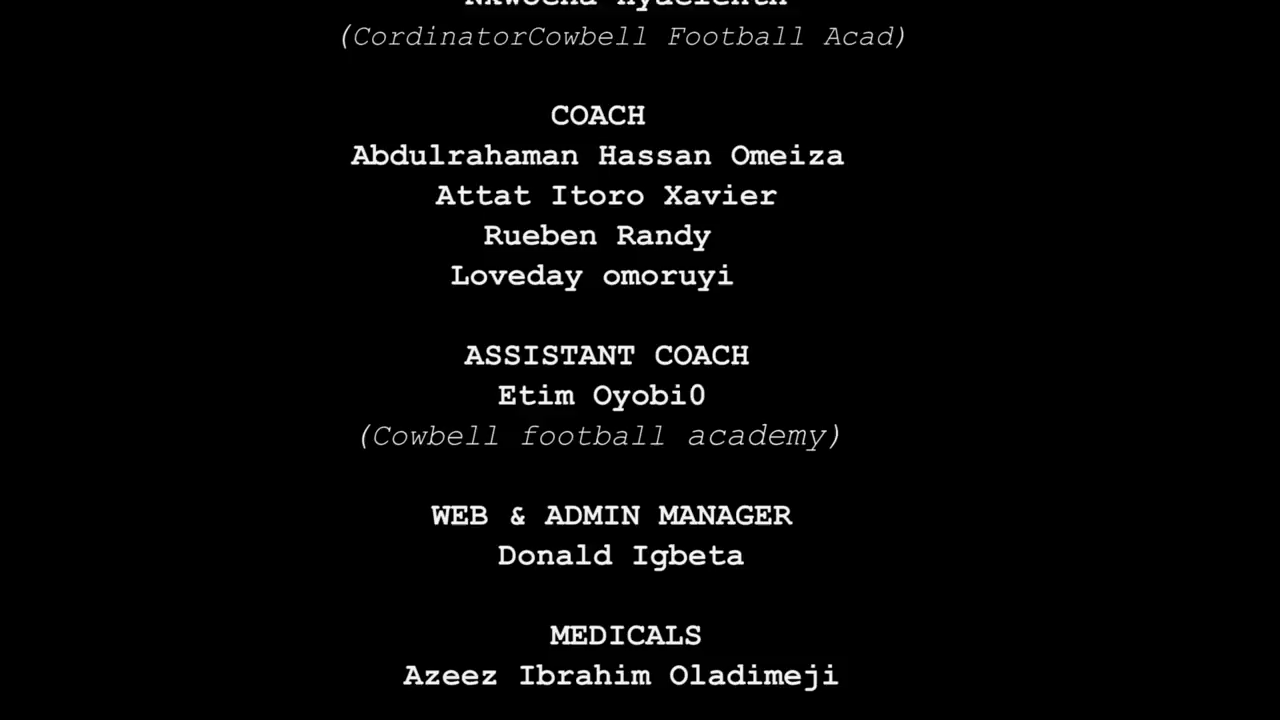 (CordinatorCowbell Football Acad)
COACH
Abdulrahaman Hassan Omeiza
Attat Itoro Xavier
Rueben Randy
Loveday omoruyi
ASSISTANT COACH
Etim Oyobi0
(Cowbell football academy)
WEB & ADMIN MANAGER
Donald Igbeta
MEDICALS
Azeez Ibrahim Oladimeji